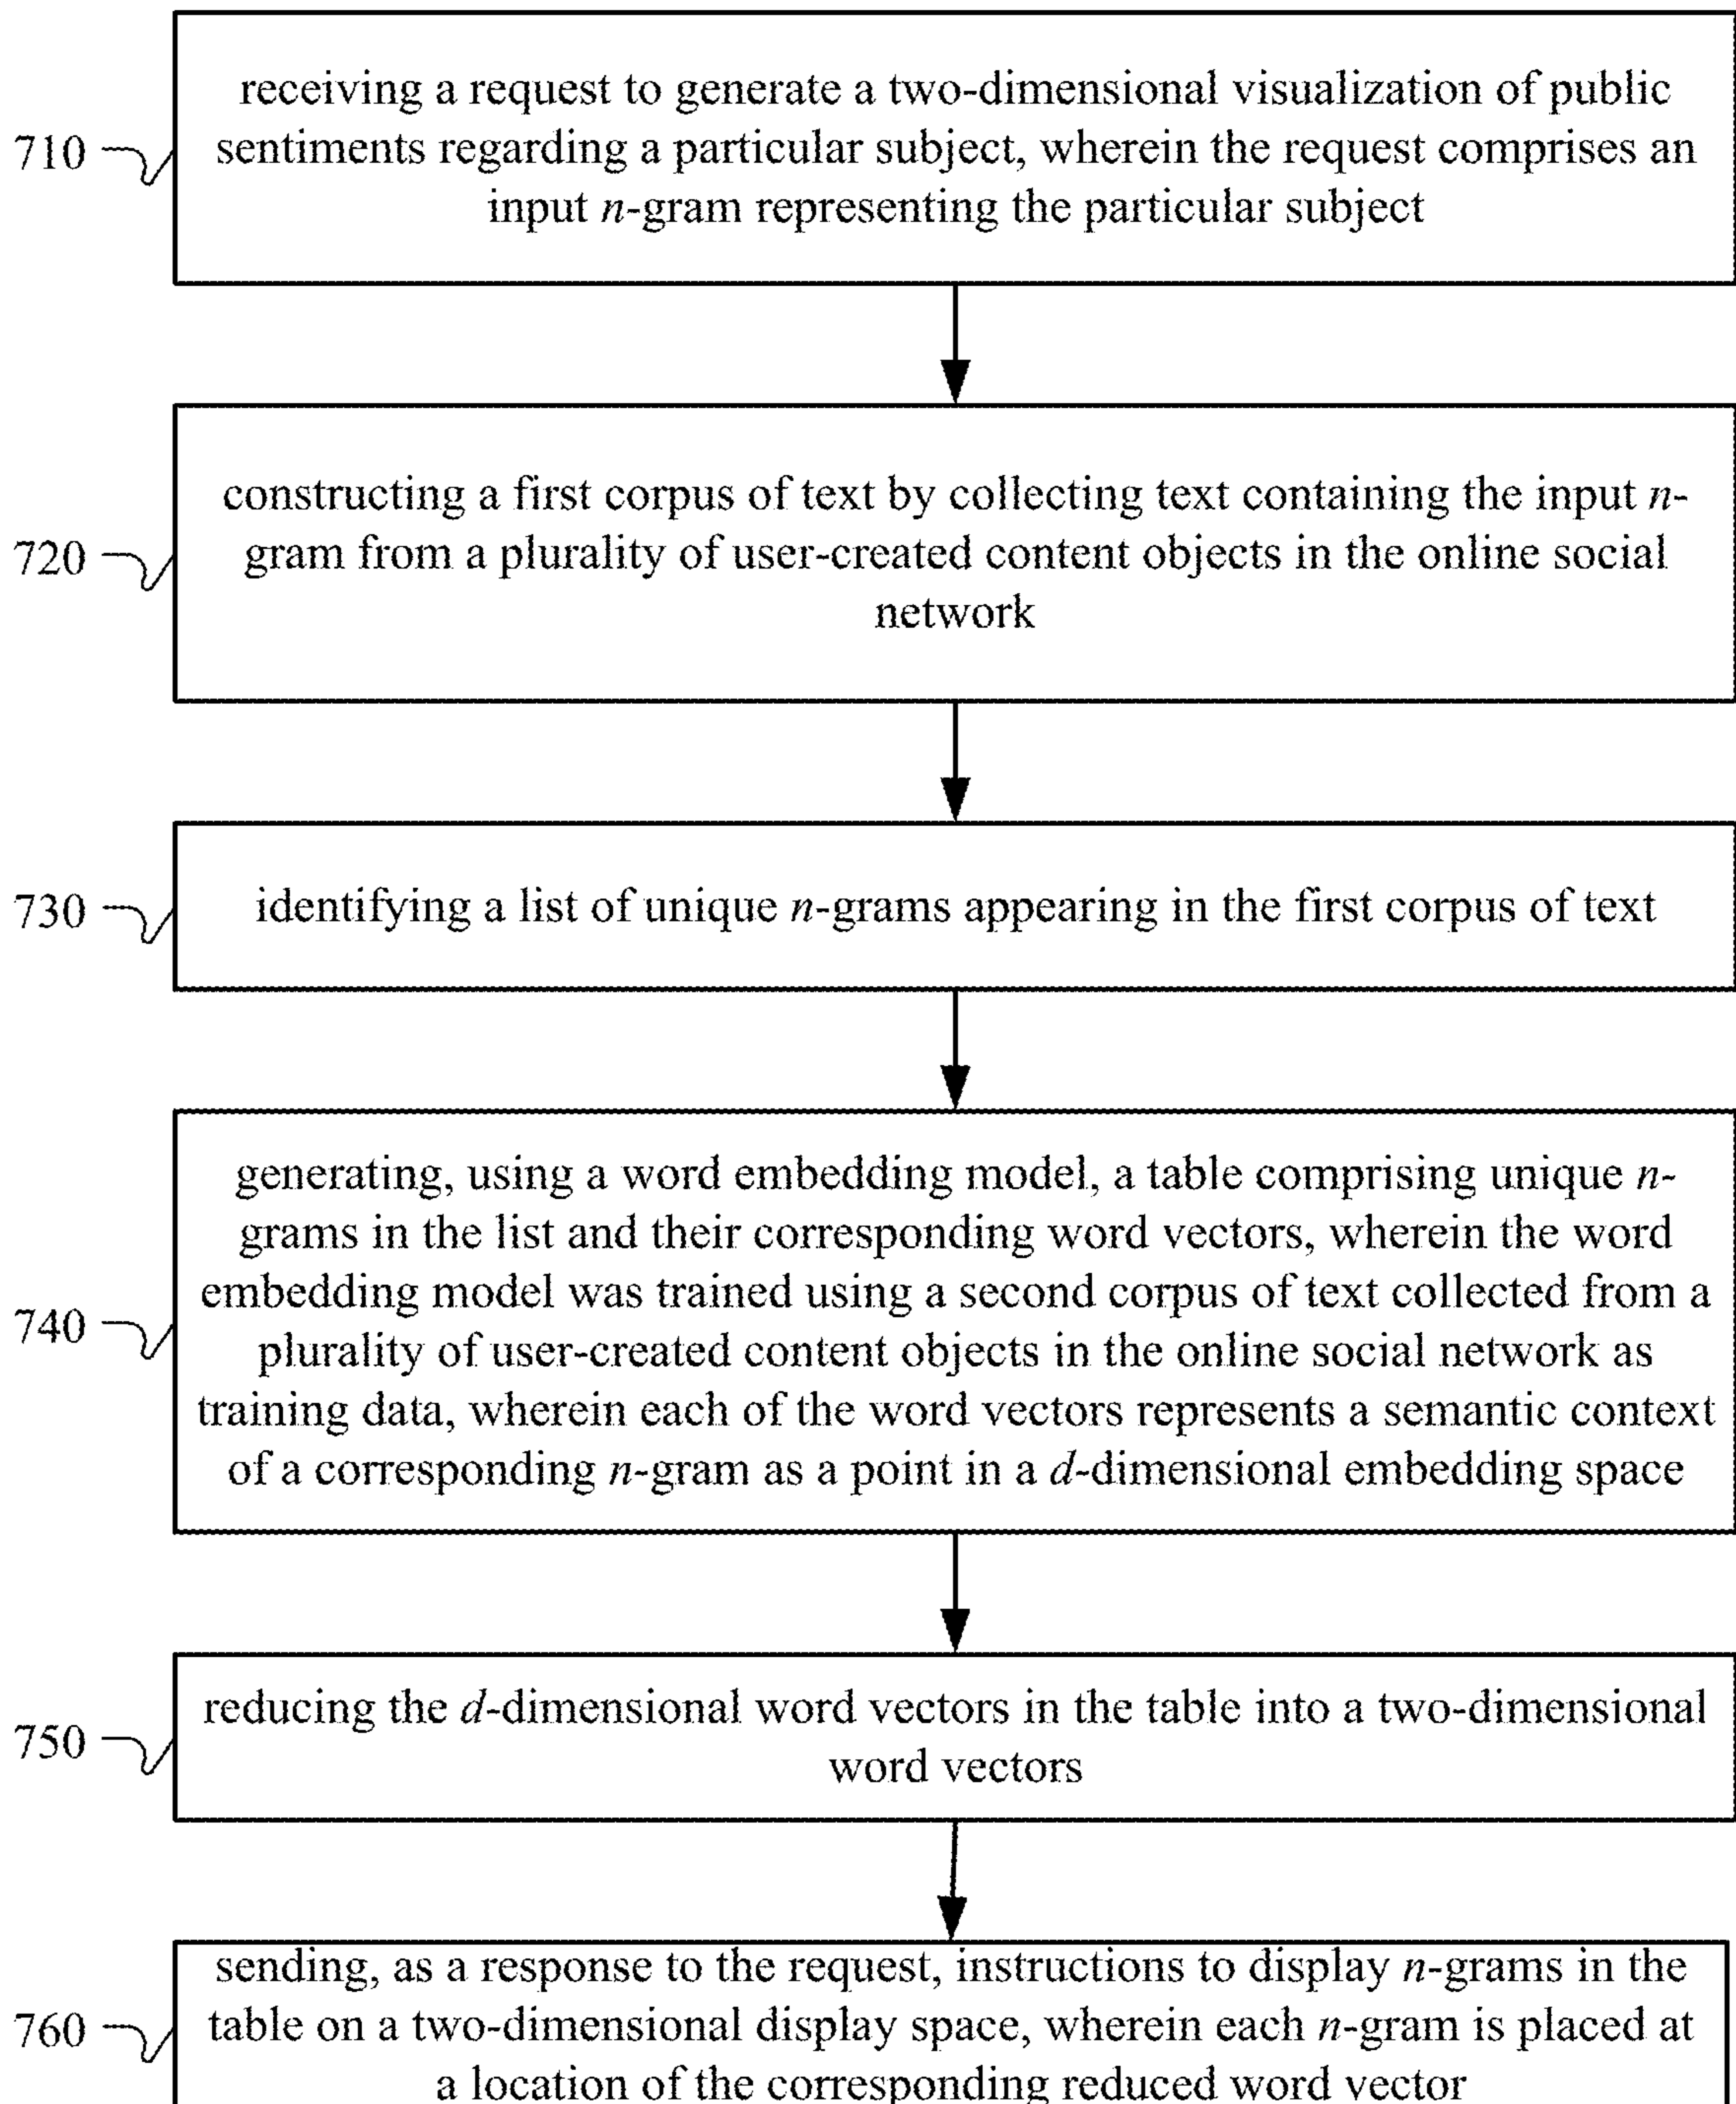 receiving a request to generate a two-dimensional visualization of public
710 sentiments regarding a particular subject, wherein the request comprises an
input n-gram representing the particular subject
constructing a first corpus of text by collecting text containing the input n-
720 gram from a plurality of user-created content objects in the online social
network
730 identifying a list of unique n-grams appearing in the first corpus of text
generating, using a word embedding model, a table comprising unique n-
grams in the list and their corresponding word vectors, wherein the word
embedding model was trained using a second corpus of text collected from a
740 plurality of user-created content objects in the online social network as
training data, wherein each of the word vectors represents a semantic context
of a corresponding n-gram as a point in a d-dimensional embedding space
750 reducing the d-dimensional word vectors in the table into a two-dimensional
word vectors
sending, as a response to the request, instructions to display n-grams in the
760 table on a two-dimensional display space, wherein each n-gram is placed at
a location of the corresponding reduced word vector